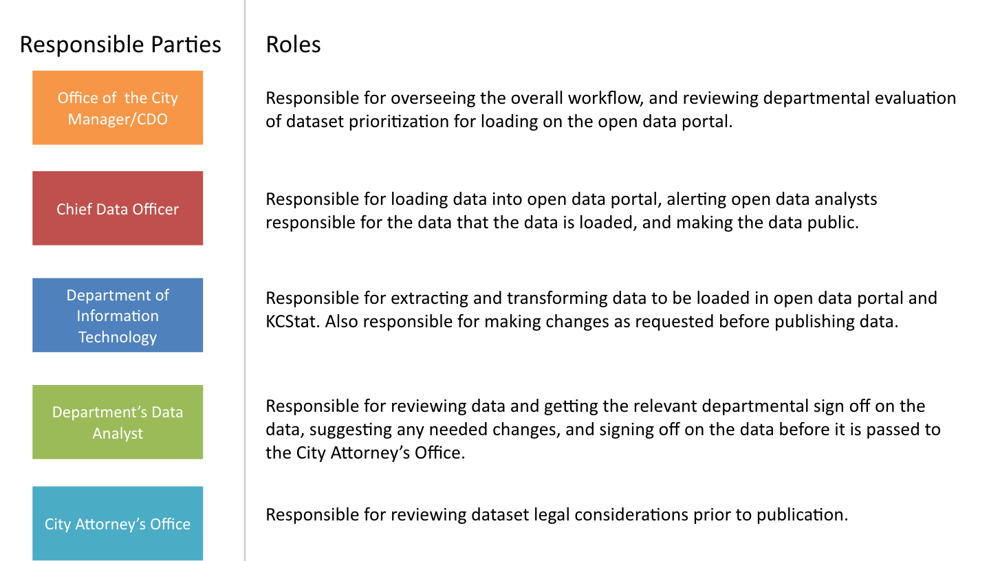 Responsible Parties
Roles
Office of  the City
Manager/CDO
Responsible for overseeing the overall workflow, and reviewing departmental evaluation
of dataset prioritization for loading on the open data portal.
Chief Data Officer
Responsible for loading data into open data portal, alerting open data analysts
responsible for the data that the data is loaded, and making the data public.
Department of
Information
Technology
Responsible for extracting and transforming data to be loaded in open data portal and
KCStat. Also responsible for making changes as requested before publishing data.
Department’s Data
Analyst
Responsible for reviewing data and getting the relevant departmental sign off on the
data, suggesting any needed changes, and signing off on the data before it is passed to
the City Attorney’s Office.
City Attorney’s Office
Responsible for reviewing dataset legal considerations prior to publication.